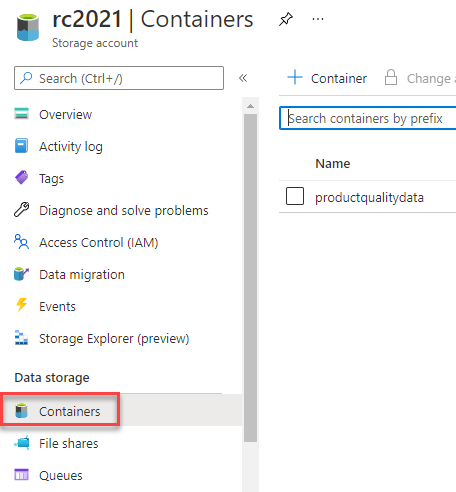 rc2021 | Containers
Storage account
Search (Ctrl+/)
Overview
Activity log
Tags
Diagnose and solve problems
Access Control (IAM)
Data migration
Events
Storage Explorer (preview)
Data storage
Containers
File shares
Queues
+ Container
Change
Search containers by prefix
Name
productqualitydata